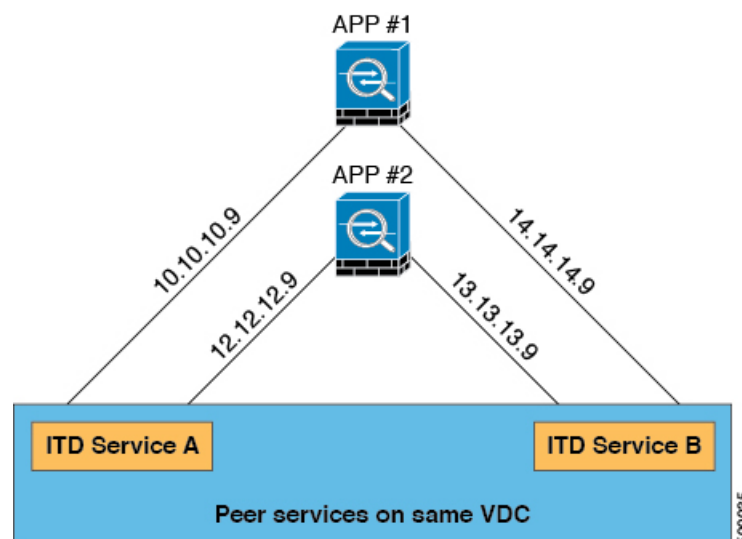 APP #1
APP #2
10.10.10.9
14.14.14.9
12.12.12.9
13.13.13.9
ITD Service A
ITD Service B
Peer services on same VDC